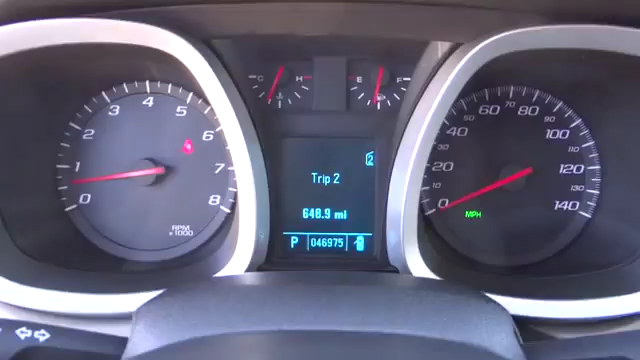 C H E F
0 1 2 3 4 5 6 7 8
RPM
x1000
2
Trip 2
648.9 mi
P 046975
0 20 30 40 50 60 70 80 90 100 110 120 130 140
MPH